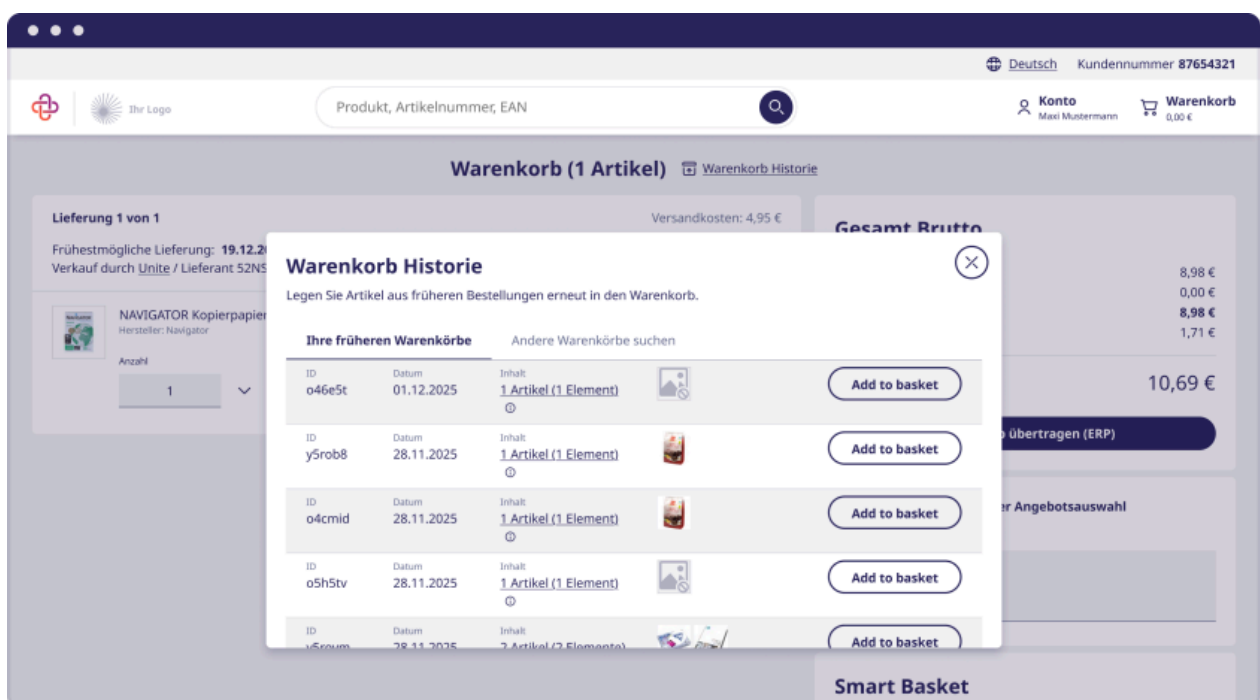 Deutsch Kundennummer 87654321
Ihr Logo
Produkt, Artikelnummer, EAN
Konto
Maxi Mustermann
Warenkorb
0,00 €
Warenkorb (1 Artikel) Warenkorb Historie
Lieferung 1 von 1
Versandkosten: 4,95 €
Frühestmögliche Lieferung: 19.12.2
Verkauf durch Unite / Lieferant 52NS
NAVIGATOR Kopierpapier
Hersteller: Navigator
Anzahl
1
Gesamt Brutto
8,98 €
0,00 €
8,98 €
1,71 €
10,69 €
übertragen (ERP)
Angebotsauswahl
Smart Basket
Warenkorb Historie
Legen Sie Artikel aus früheren Bestellungen erneut in den Warenkorb.
Ihre früheren Warenkörbe Andere Warenkörbe suchen
ID Datum Inhalt
o46e5t 01.12.2025 1 Artikel (1 Element) Add to basket
ID Datum Inhalt
y5rob8 28.11.2025 1 Artikel (1 Element) Add to basket
ID Datum Inhalt
o4cmid 28.11.2025 1 Artikel (1 Element) Add to basket
ID Datum Inhalt
o5h5tv 28.11.2025 1 Artikel (1 Element) Add to basket
ID Datum Inhalt
28.11.2025 2 Artikel (2 Elemente) Add to basket